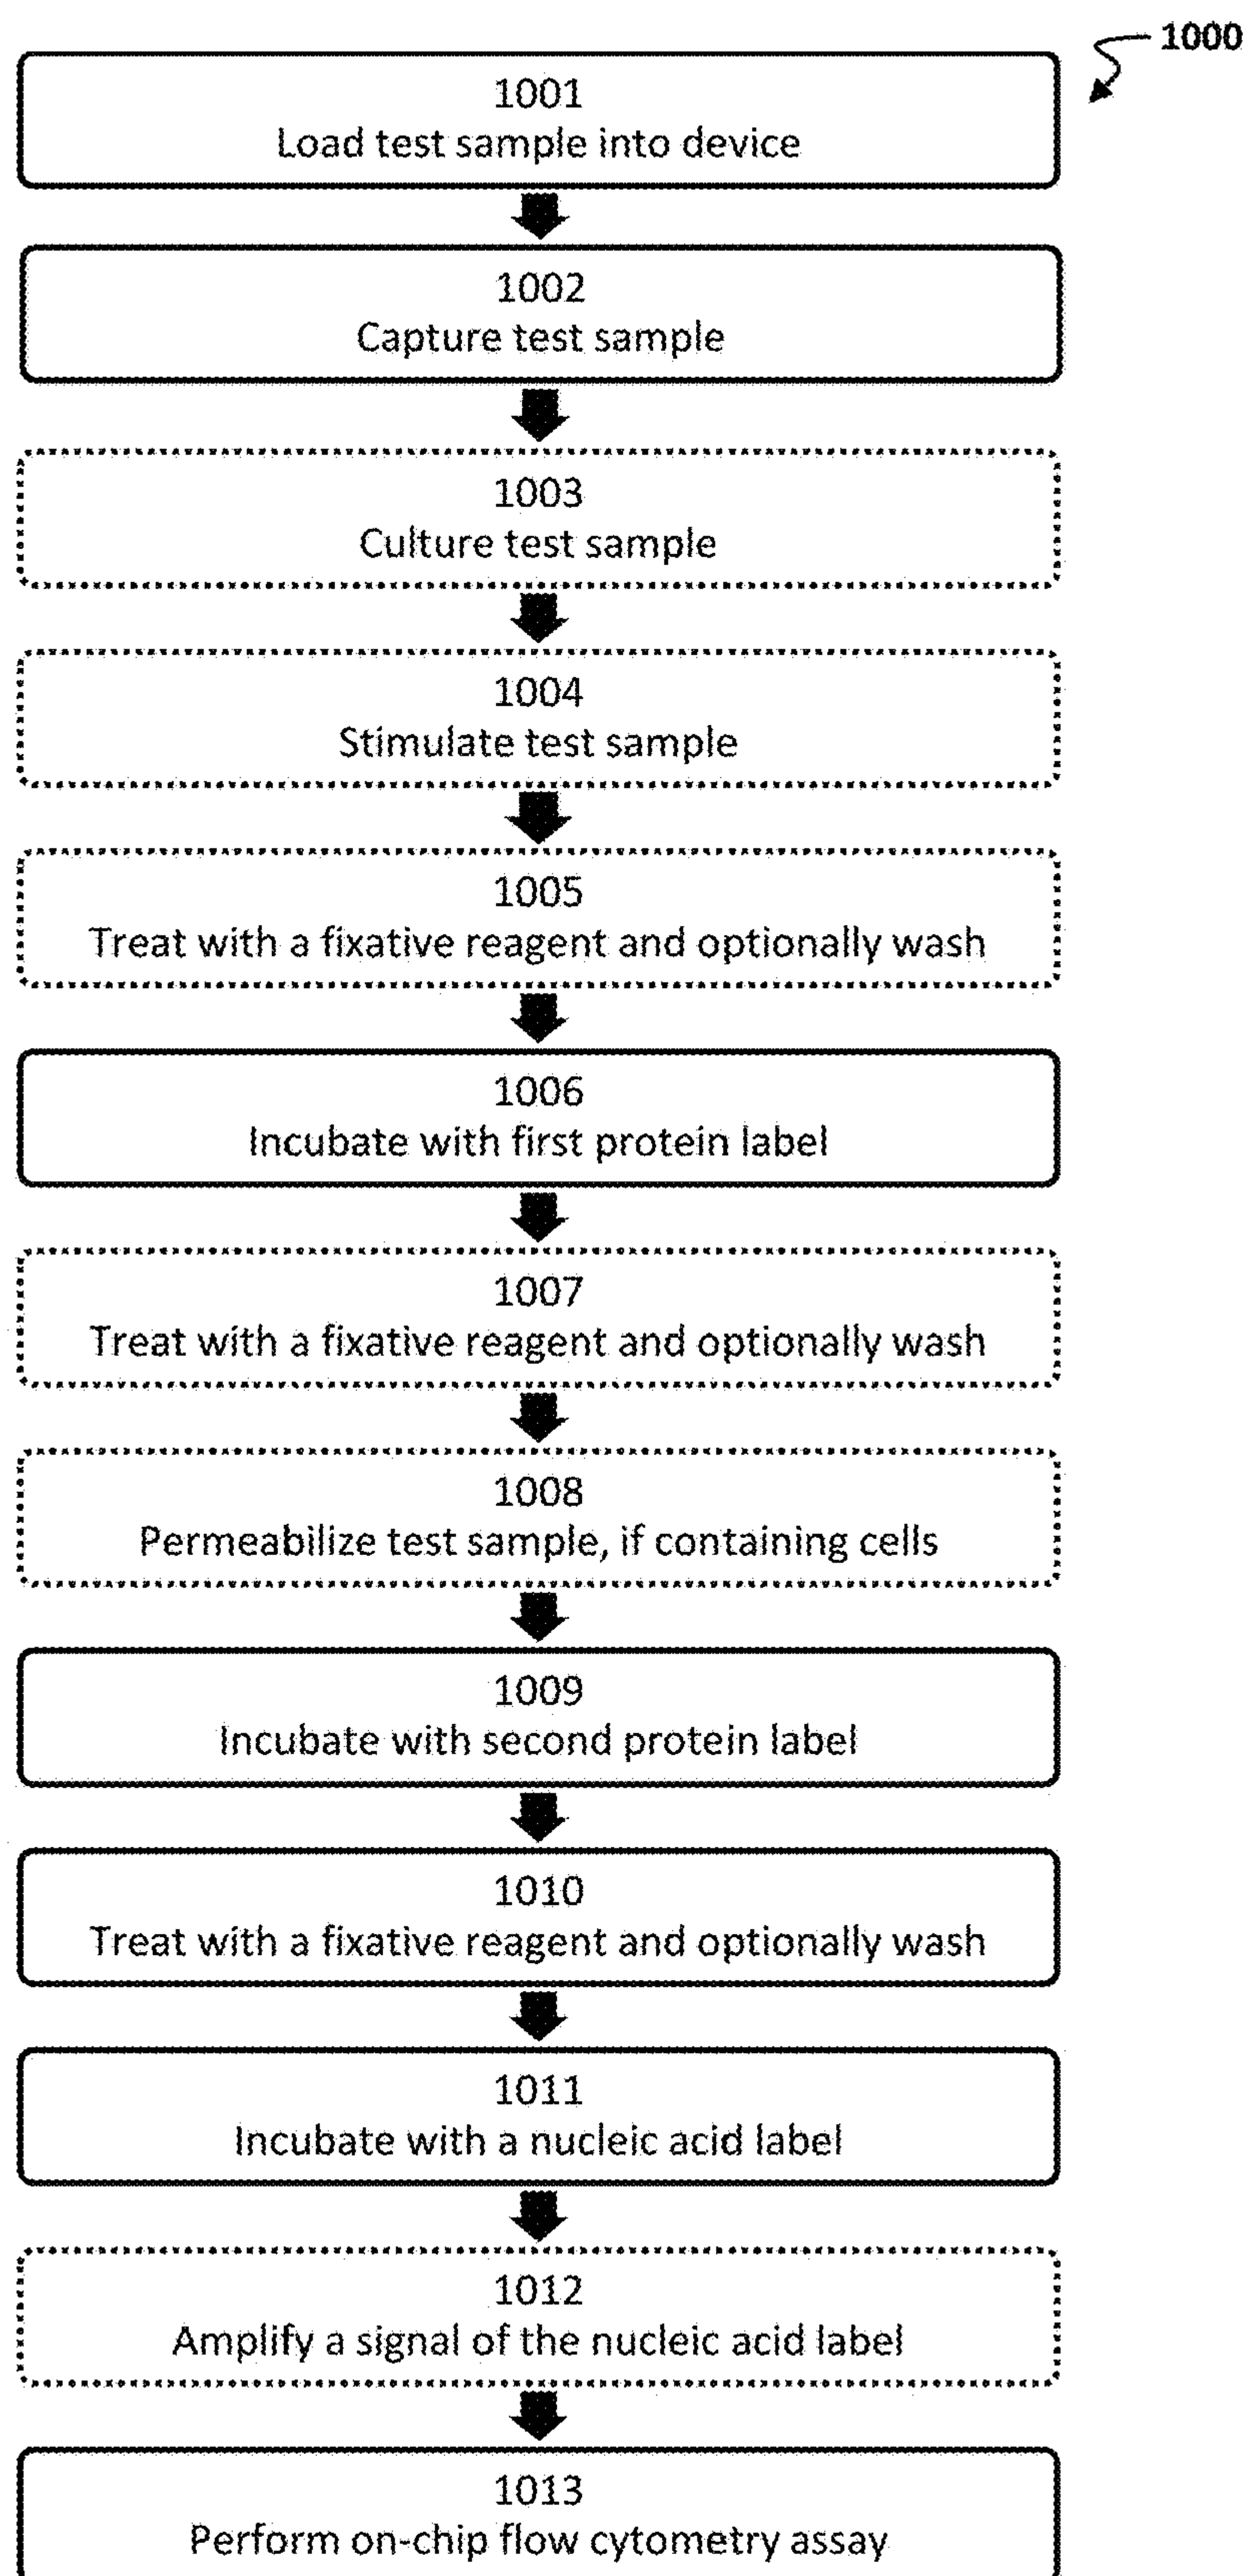 1000
1001
Load test sample into device
1002
Capture test sample
1003
Culture test sample
1004
Stimulate test sample
1005
Treat with a fixative reagent and optionally wash
1006
Incubate with first protein label
1007
Treat with a fixative reagent and optionally wash
1008
Permeabilize test sample, if containing cells
1009
Incubate with second protein label
1010
Treat with a fixative reagent and optionally wash
1011
Incubate with a nucleic acid label
1012
Amplify a signal of the nucleic acid label
1013
Perform on-chip flow cytometry assay